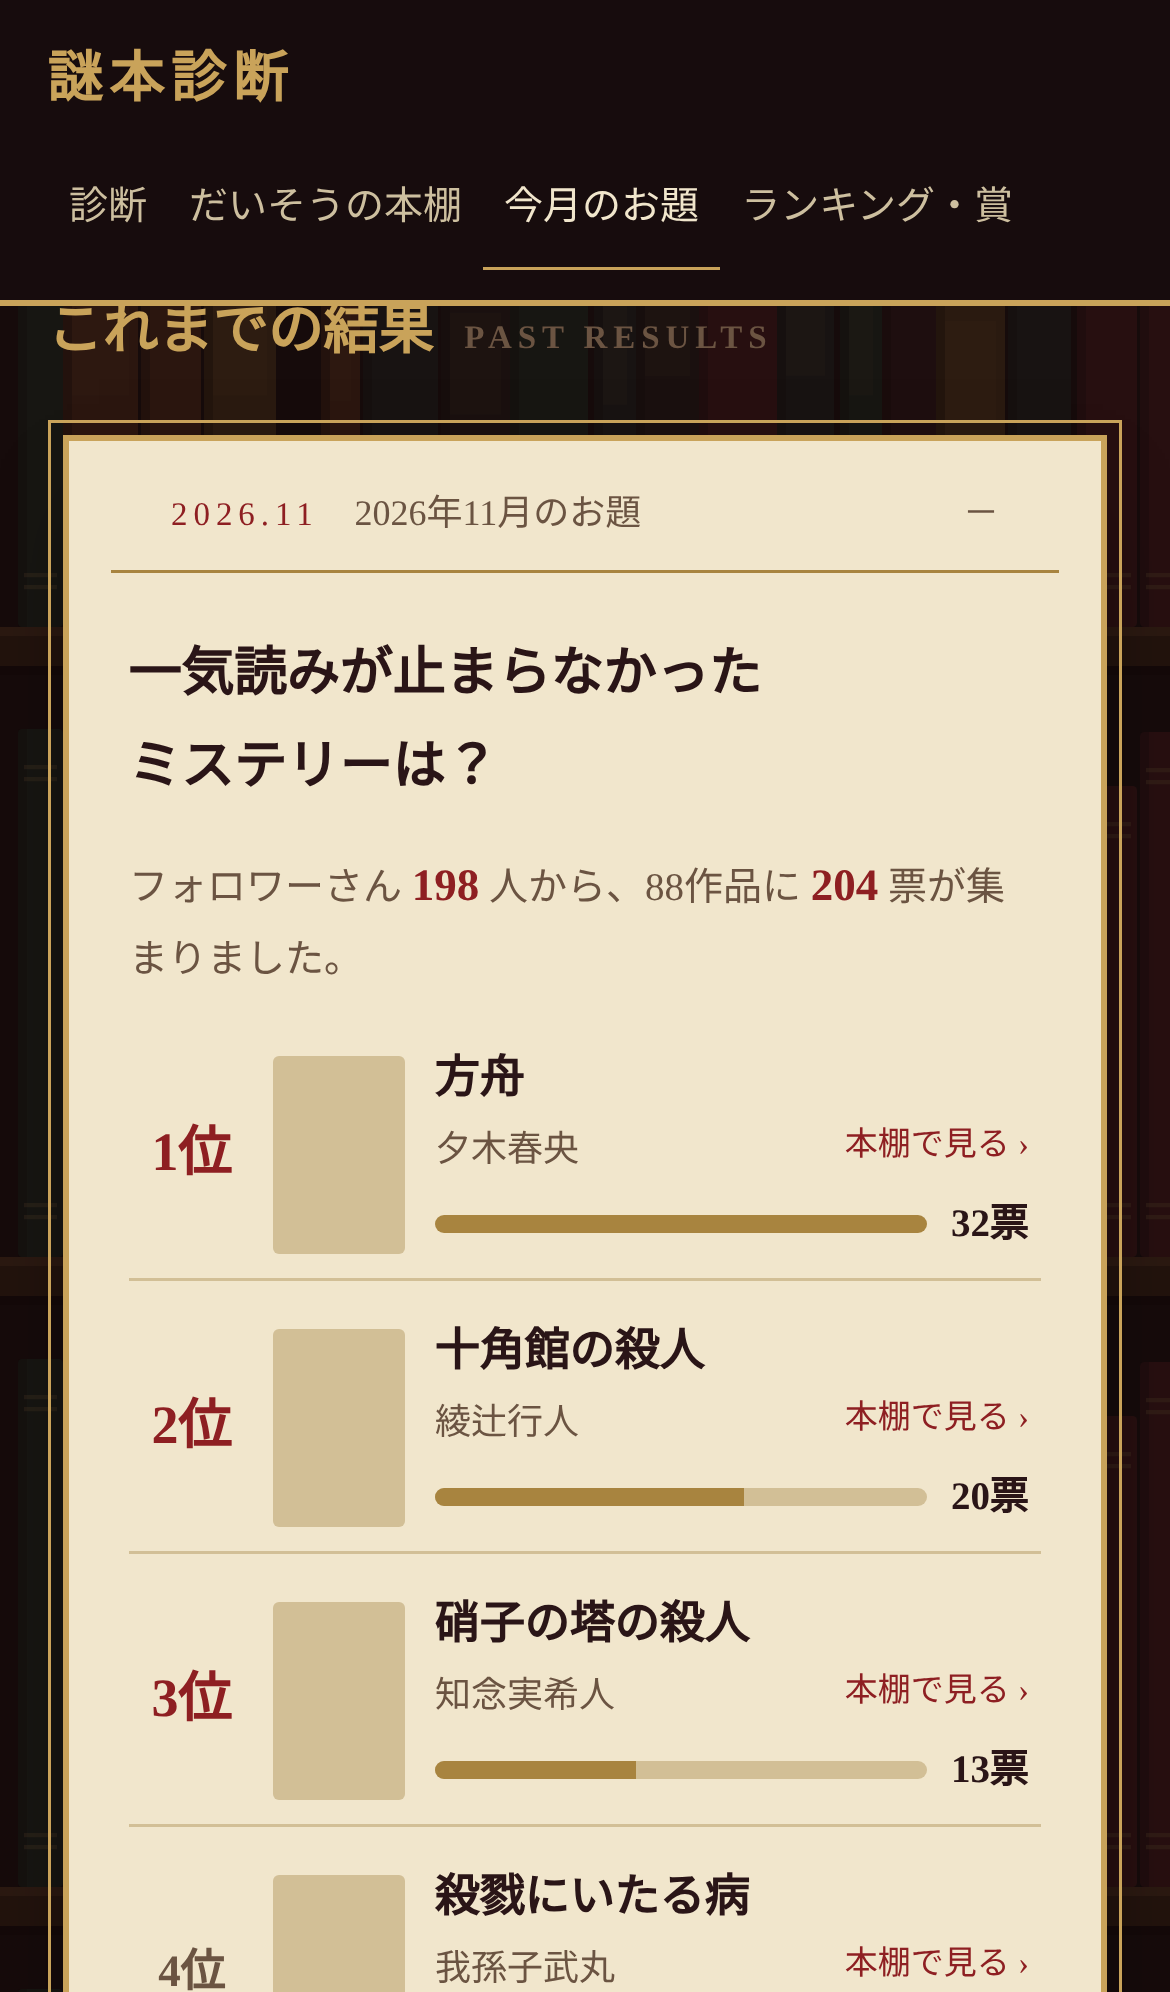 謎本診断
診断 だいそうの本棚 今月のお題 ランキング・賞
これまでの結果 PAST RESULTS
2026.11 2026年11月のお題 －
一気読みが止まらなかった
ミステリーは？
フォロワーさん 198 人から、88作品に 204 票が集
まりました。
1位
方舟
夕木春央 本棚で見る ›
32票
2位
十角館の殺人
綾辻行人 本棚で見る ›
20票
3位
硝子の塔の殺人
知念実希人 本棚で見る ›
13票
4位
殺戮にいたる病
我孫子武丸 本棚で見る ›